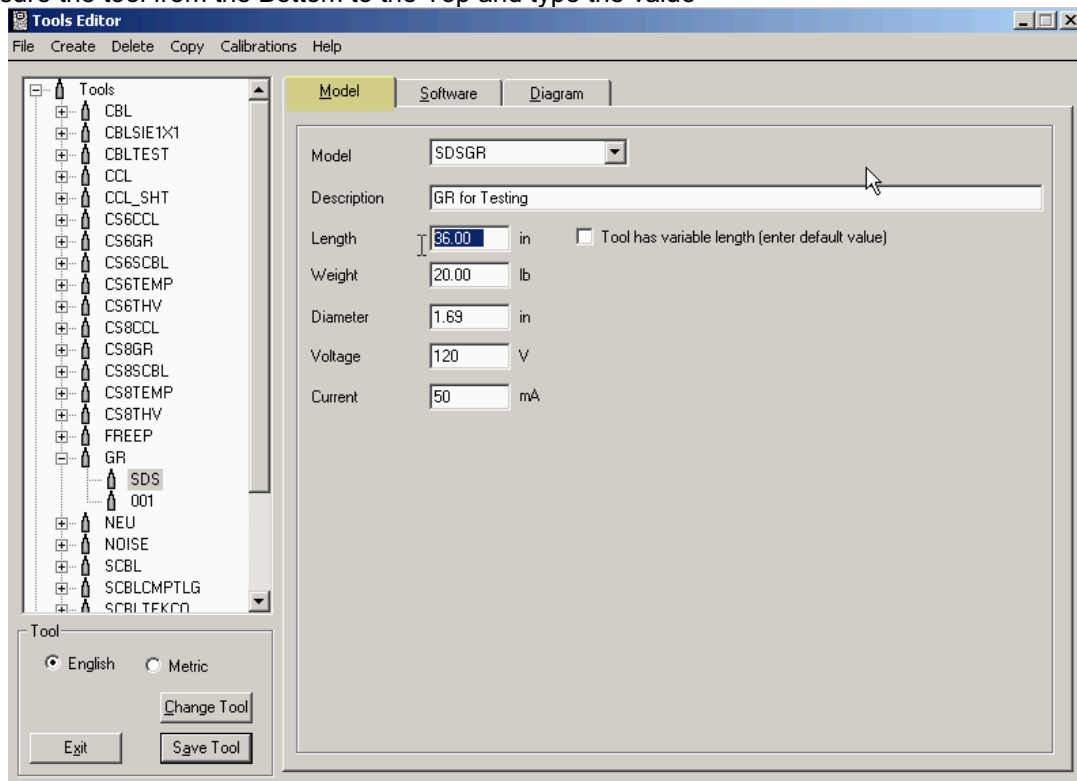 sure the tool from the Bottom to the Top and type the value
Tools Editor
File Create Delete Copy Calibrations Help
Tools
CBL
CBLSIE1X1
CBLTEST
CCL
CCL_SHT
CS6CCL
CS6GR
CS6SCBL
CS6TEMP
CS6THV
CS8CCL
CS8GR
CS8SCBL
CS8TEMP
CS8THV
FREEP
GR
SDS
001
NEU
NOISE
SCBL
SCBLCMPTLG
SCBLTEKCO
Tool
English Metric
Change Tool
Exit Save Tool
Model Software Diagram
Model SDSGR
Description GR for Testing
Length 36.00 in Tool has variable length (enter default value)
Weight 20.00 lb
Diameter 1.69 in
Voltage 120 V
Current 50 mA